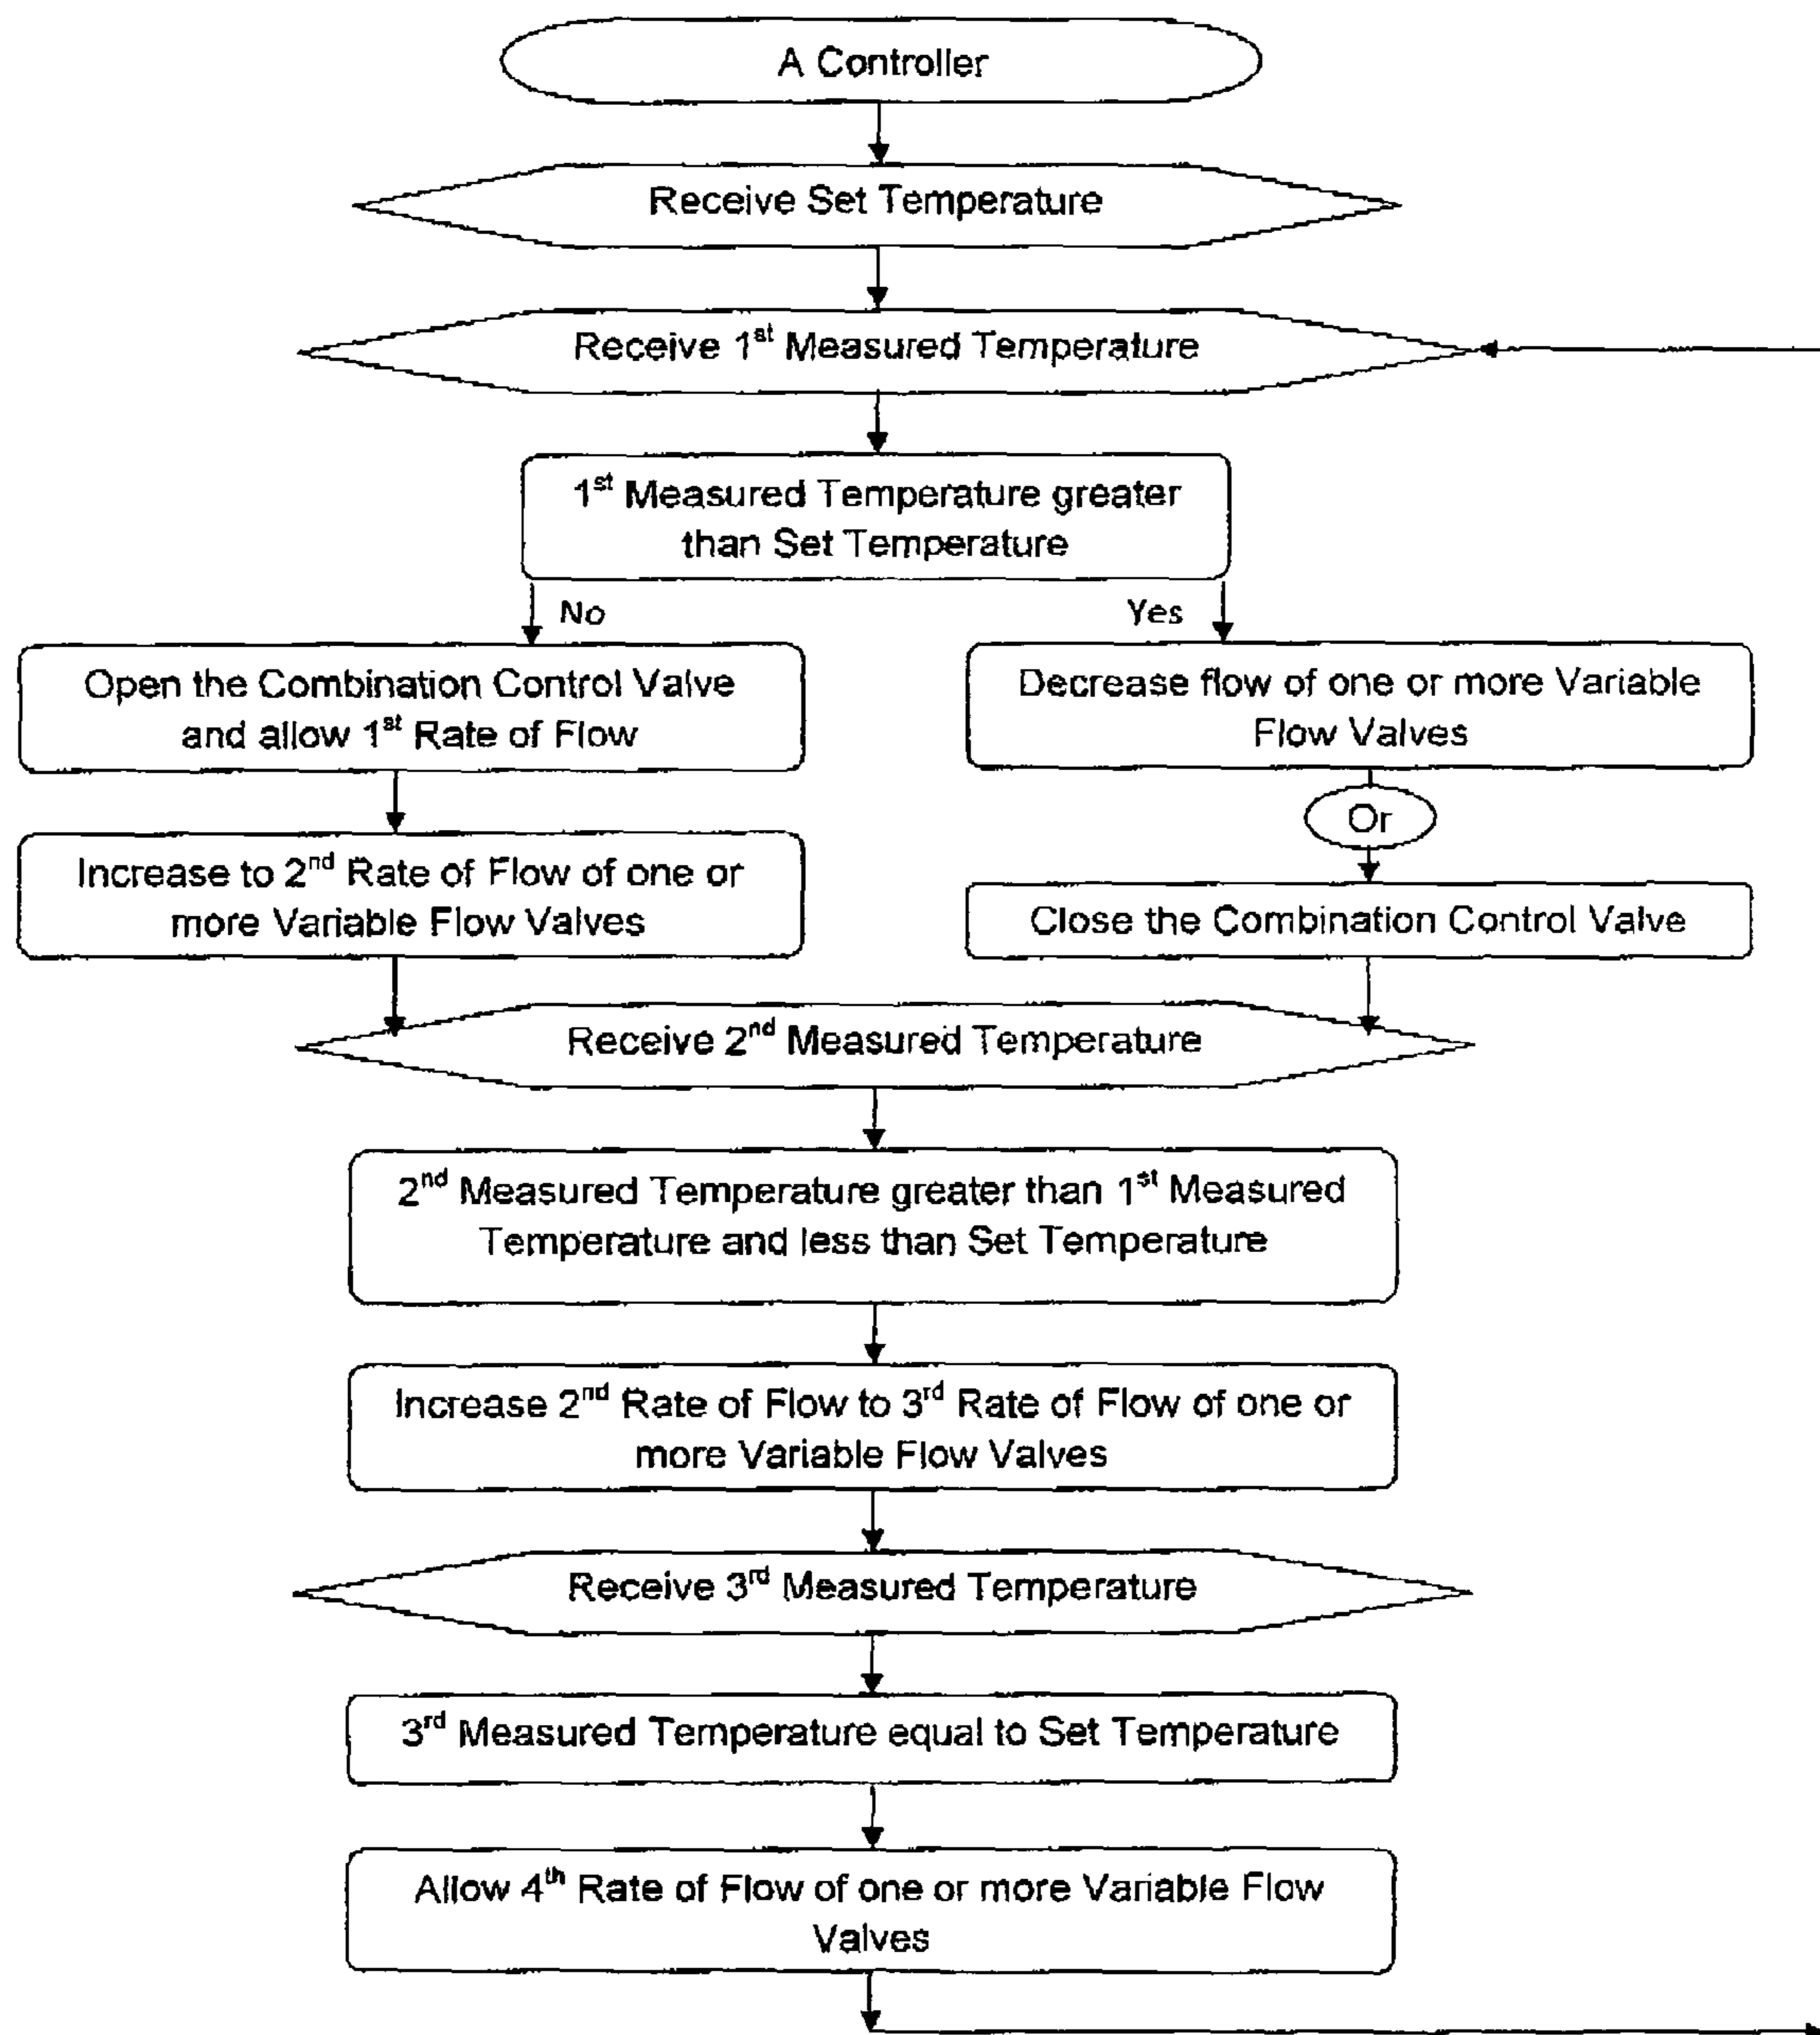 A Controller
Receive Set Temperature
Receive 1st Measured Temperature
1st Measured Temperature greater
than Set Temperature
No
Yes
Open the Combination Control Valve
and allow 1st Rate of Flow
Decrease flow of one or more Variable
Flow Valves
Or
Increase to 2nd Rate of Flow of one or
more Variable Flow Valves
Close the Combination Control Valve
Receive 2nd Measured Temperature
2nd Measured Temperature greater than 1st Measured
Temperature and less than Set Temperature
Increase 2nd Rate of Flow to 3rd Rate of Flow of one or
more Variable Flow Valves
Receive 3rd Measured Temperature
3rd Measured Temperature equal to Set Temperature
Allow 4th Rate of Flow of one or more Variable Flow
Valves